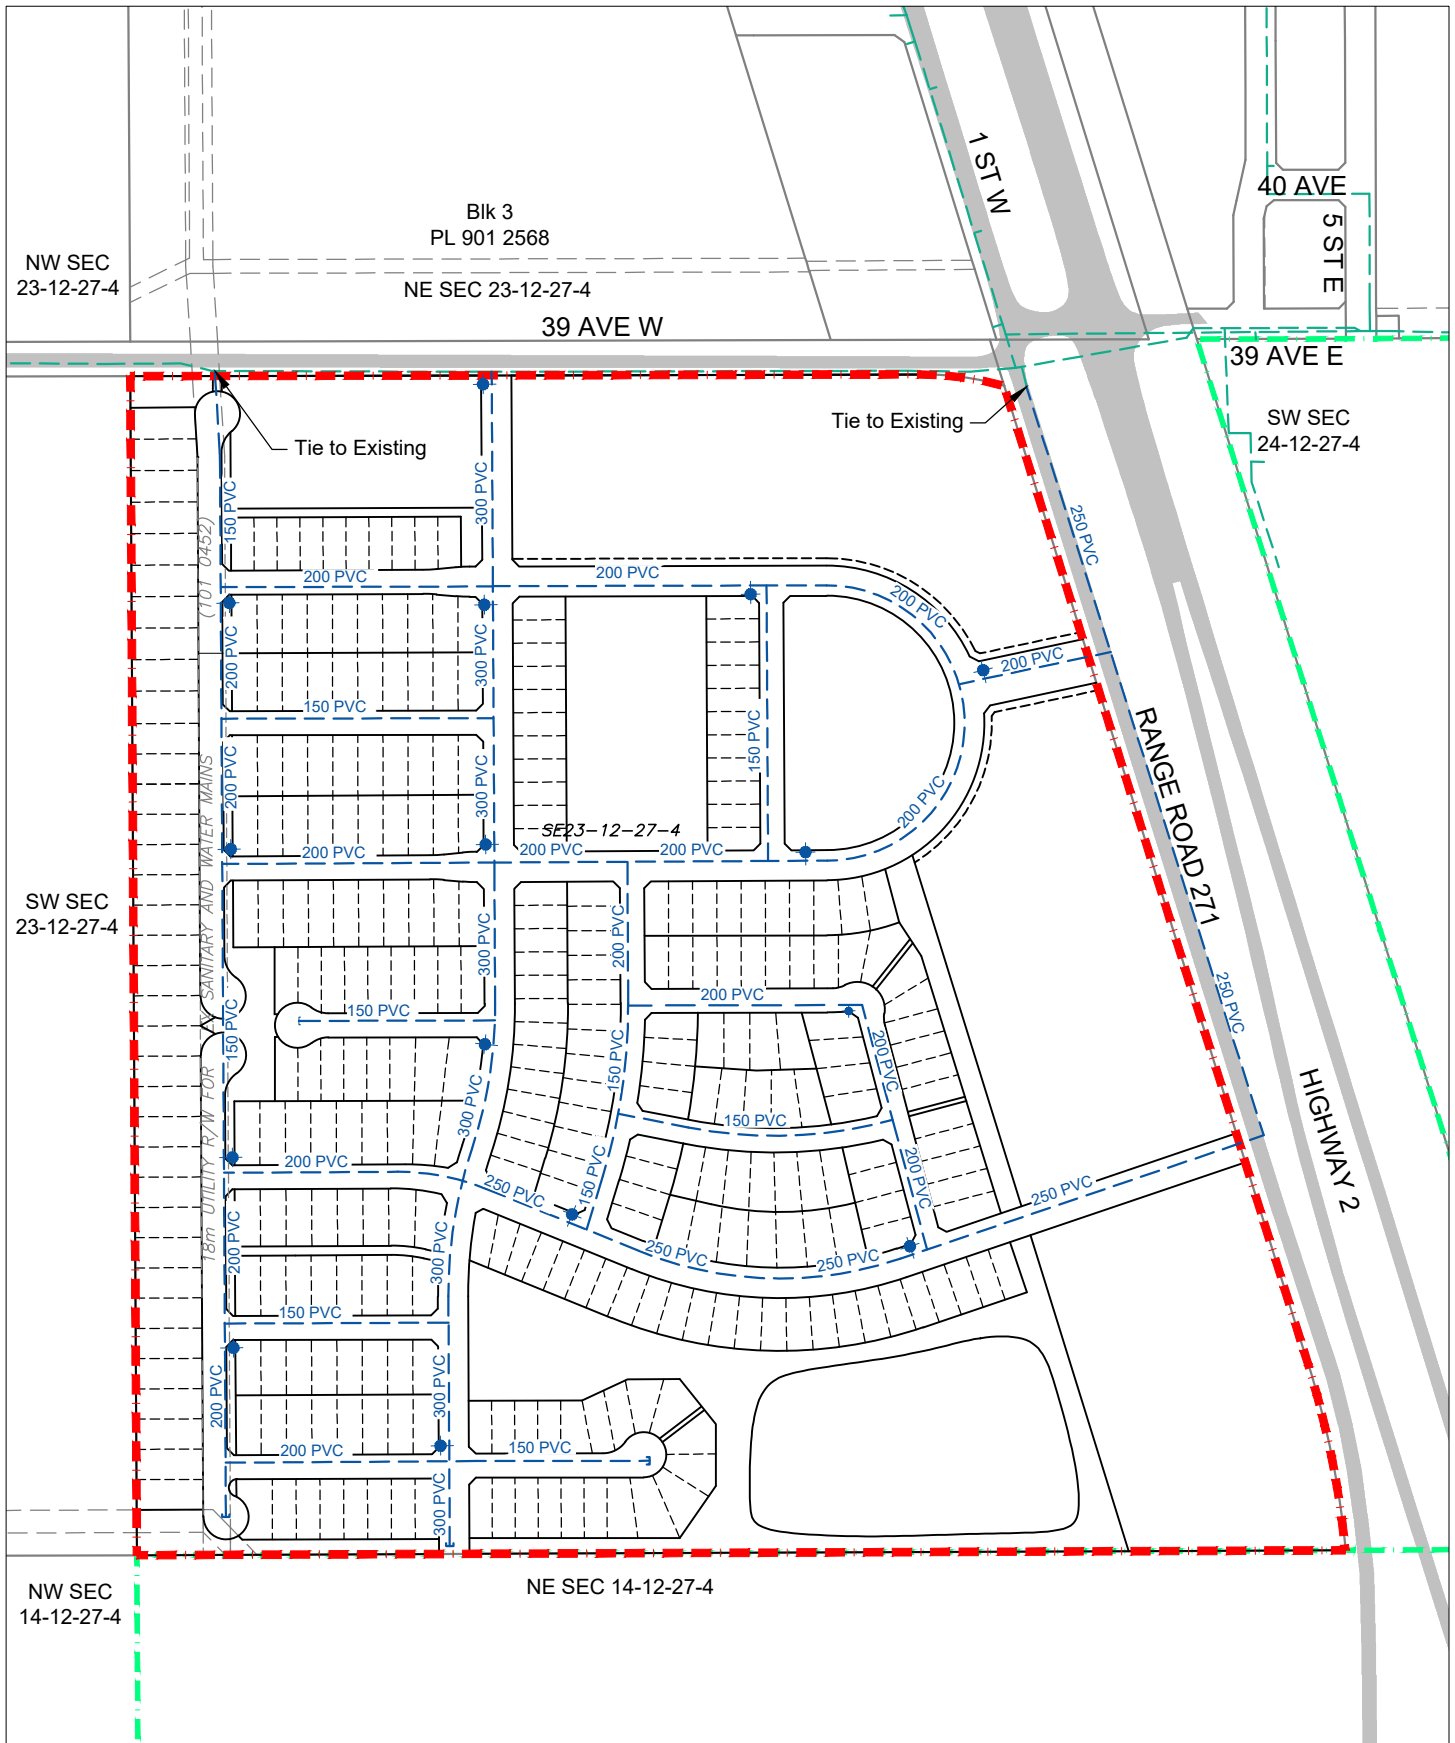 1 ST W
40 AVE
5 ST E
Blk 3
PL 901 2568
NW SEC
23-12-27-4
NE SEC 23-12-27-4
39 AVE W
39 AVE E
Tie to Existing
SW SEC
24-12-27-4
Tie to Existing
150 PVC
300 PVC
250 PVC
(101 0452)
200 PVC
200 PVC
200 PVC
200 PVC
300 PVC
200 PVC
150 PVC
RANGE ROAD 271
150 PVC
200 PVC
300 PVC
200 PVC
SE23-12-27-4
200 PVC
200 PVC
200 PVC
SW SEC
23-12-27-4
18m UTILITY R/W FOR SANITARY AND WATER MAINS
300 PVC
200 PVC
200 PVC
250 PVC
150 PVC
150 PVC
200 PVC
150 PVC
300 PVC
150 PVC
HIGHWAY 2
200 PVC
250 PVC
150 PVC
200 PVC
250 PVC
200 PVC
300 PVC
250 PVC
250 PVC
150 PVC
200 PVC
300 PVC
200 PVC
150 PVC
300 PVC
NW SEC
14-12-27-4
NE SEC 14-12-27-4